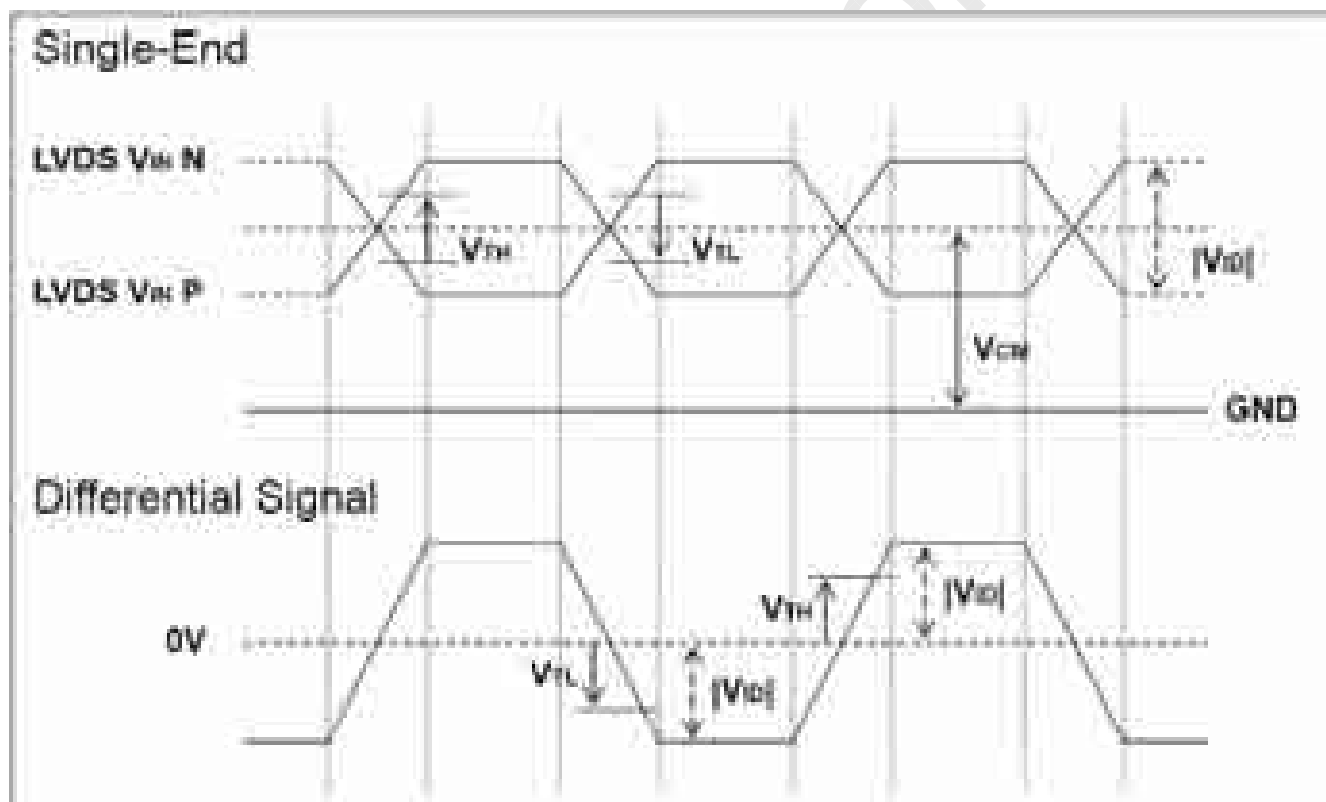 Single-End
LVDS VIN N
VTH
VTL
|VID|
LVDS VIN P
VCM
GND
Differential Signal
VTH
|VID|
0V
VTL
|VID|